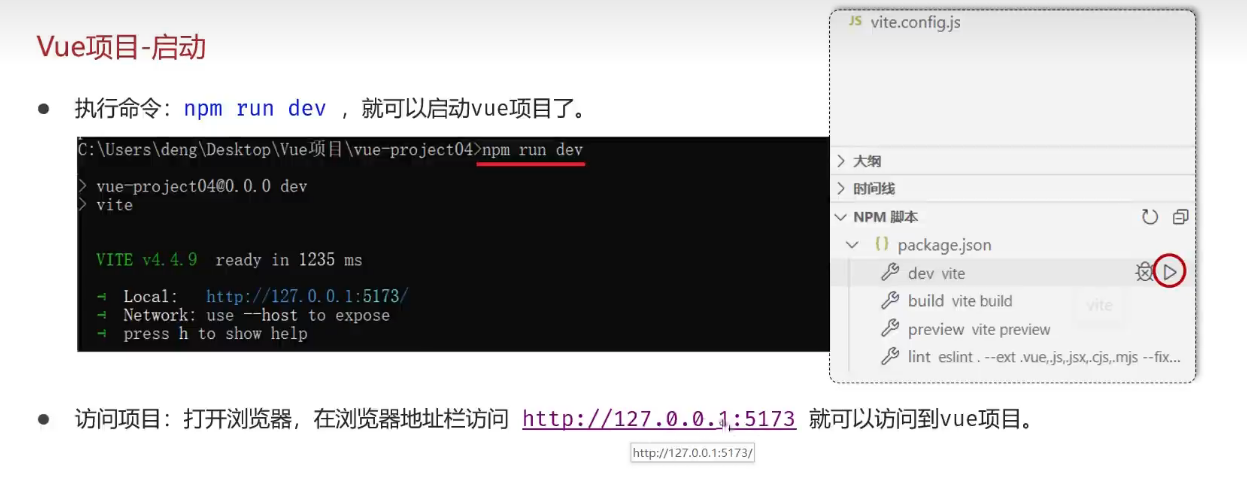 Vue项目-启动
● 执行命令：npm run dev ，就可以启动vue项目了。
C:\Users\deng\Desktop\Vue项目\vue-project04>npm run dev
> vue-project04@0.0.0 dev
> vite
VITE v4.4.9 ready in 1235 ms
➜ Local: http://127.0.0.1:5173/
➜ Network: use --host to expose
➜ press h to show help
JS vite.config.js
> 大纲
> 时间线
NPM 脚本
{} package.json
dev vite
build vite build
vite
preview vite preview
lint eslint . --ext .vue,.js,.jsx,.cjs,.mjs --fix...
● 访问项目：打开浏览器，在浏览器地址栏访问 http://127.0.0.1:5173 就可以访问到vue项目。
http://127.0.0.1:5173/